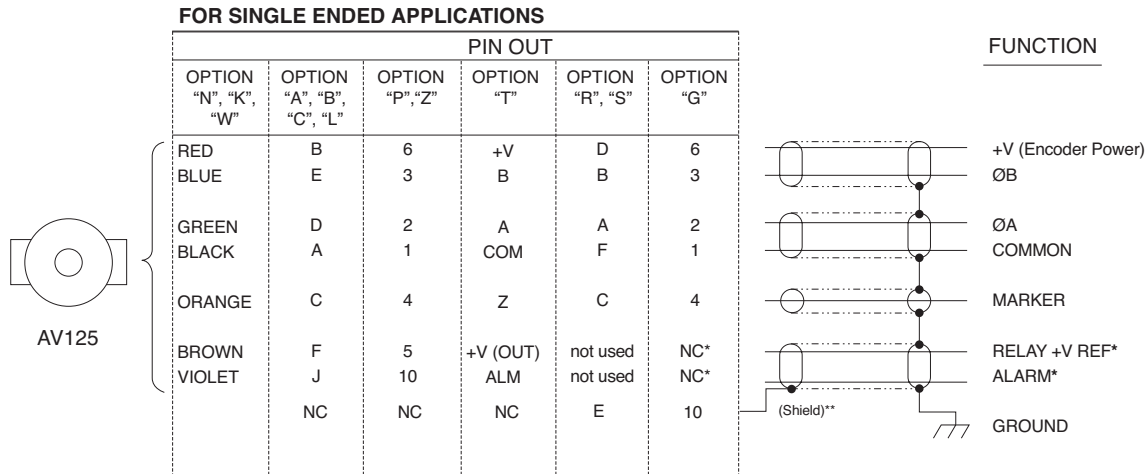 FOR SINGLE ENDED APPLICATIONS
PIN OUT
FUNCTION
OPTION “N”, “K”, “W” OPTION “A”, “B”, “C”, “L” OPTION “P”,“Z” OPTION “T” OPTION “R”, “S” OPTION “G”
RED B 6 +V D 6 +V (Encoder Power)
BLUE E 3 B B 3 ØB
GREEN D 2 A A 2 ØA
BLACK A 1 COM F 1 COMMON
ORANGE C 4 Z C 4 MARKER
AV125
BROWN F 5 +V (OUT) not used NC* RELAY +V REF*
VIOLET J 10 ALM not used NC* ALARM*
NC NC NC E 10 (Shield)** GROUND